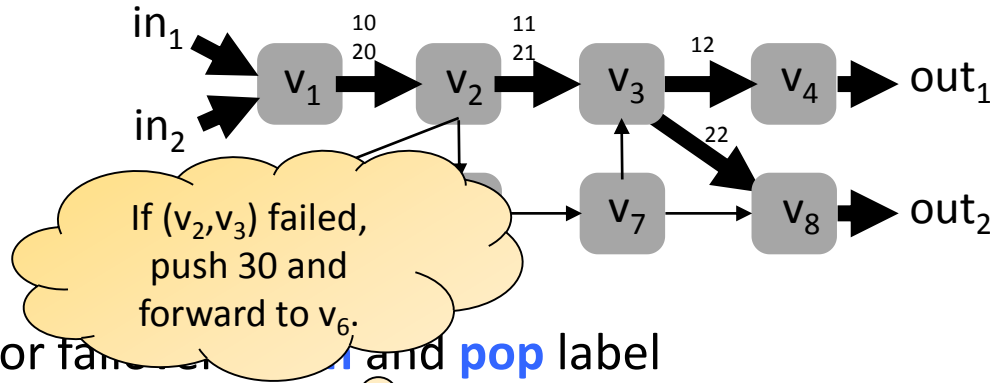 in₁
10
20
11
21
12
v₁
v₂
v₃
v₄
out₁
in₂
22
If (v₂,v₃) failed,
push 30 and
forward to v₆.
v₇
v₈
out₂
or and pop label